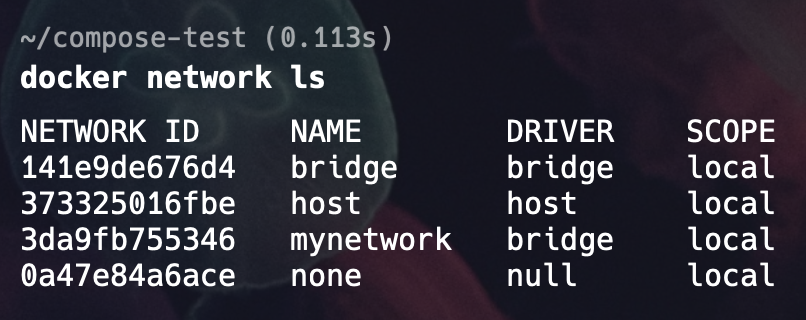 ~/compose-test (0.113s)
docker network ls
NETWORK ID   NAME        DRIVER    SCOPE
141e9de676d4   bridge      bridge    local
373325016fbe   host        host      local
3da9fb755346   mynetwork   bridge    local
0a47e84a6ace   none        null      local